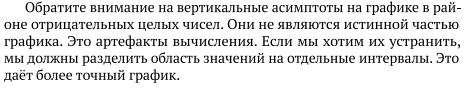 Обратите внимание на вертикальные асимптоты на графике в рай-
оне отрицательных целых чисел. Они не являются истинной частью
графика. Это артефакты вычисления. Если мы хотим их устранить,
мы должны разделить область значений на отдельные интервалы. Это
даёт более точный график.